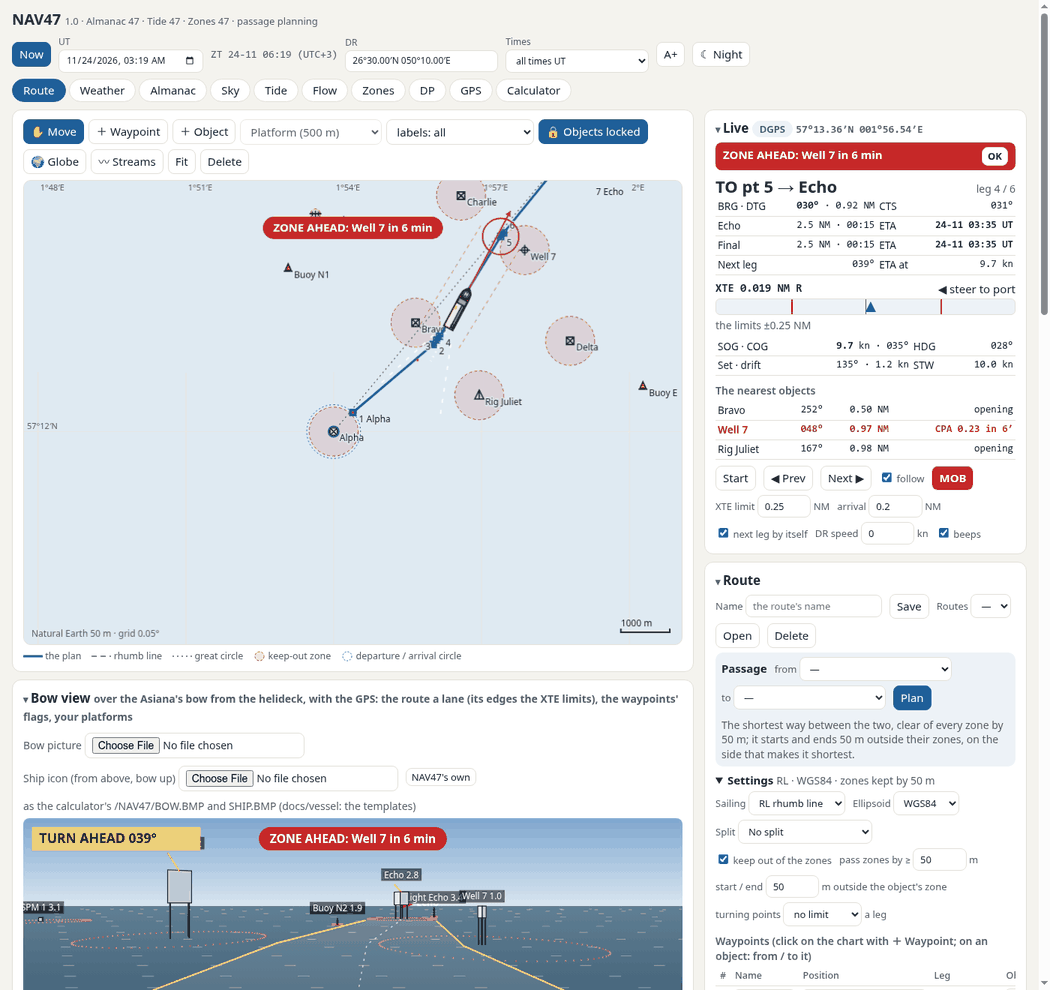 NAV47 1.0 · Almanac 47 · Tide 47 · Zones 47 · passage planning
UT
DR
Times
Now
11/24/2026, 03:19 AM
ZT 24-11 06:19 (UTC+3)
26°30.00'N 050°10.00'E
all times UT
A+
☾ Night
Route
Weather
Almanac
Sky
Tide
Flow
Zones
DP
GPS
Calculator
✋ Move
+ Waypoint
+ Object
Platform (500 m)
labels: all
🔒 Objects locked
🌍 Globe
Streams
Fit
Delete
1°48'E
1°51'E
1°54'E
1°57'E
7 Echo
2°E
Charlie
ZONE AHEAD: Well 7 in 6 min
6
5
Well 7
Buoy N1
Bravo
3
4
2
Delta
Buoy E
Rig Juliet
1 Alpha
57°12'N
Alpha
Natural Earth 50 m · grid 0.05°
1000 m
the plan
rhumb line
great circle
keep-out zone
departure / arrival circle
▾ Bow view over the Asiana's bow from the helideck, with the GPS: the route a lane (its edges the XTE limits), the waypoints'
flags, your platforms
Bow picture
Choose File No file chosen
Ship icon (from above, bow up)
Choose File No file chosen
NAV47's own
as the calculator's /NAV47/BOW.BMP and SHIP.BMP (docs/vessel: the templates)
TURN AHEAD 039°
ZONE AHEAD: Well 7 in 6 min
Echo 2.8
ight Echo 3.
Well 7 1.0
SPM 1 3.1
Buoy N2 1.9
▾ Live
DGPS
57°13.36'N 001°56.54'E
ZONE AHEAD: Well 7 in 6 min
OK
TO pt 5 → Echo
leg 4 / 6
BRG · DTG 030° · 0.92 NM CTS 031°
Echo 2.5 NM · 00:15 ETA 24-11 03:35 UT
Final 2.5 NM · 00:15 ETA 24-11 03:35 UT
Next leg 039° ETA at 9.7 kn
XTE 0.019 NM R
◀ steer to port
the limits ±0.25 NM
SOG · COG 9.7 kn · 035° HDG 028°
Set · drift 135° · 1.2 kn STW 10.0 kn
The nearest objects
Bravo 252° 0.50 NM opening
Well 7 048° 0.97 NM CPA 0.23 in 6'
Rig Juliet 167° 0.98 NM opening
Start
◀ Prev
Next ▶
follow
MOB
XTE limit 0.25 NM arrival 0.2 NM
next leg by itself DR speed 0 kn beeps
▾ Route
Name the route's name Save Routes —
Open
Delete
Passage from —
to — Plan
The shortest way between the two, clear of every zone by
50 m; it starts and ends 50 m outside their zones, on the
side that makes it shortest.
▼ Settings RL · WGS84 · zones kept by 50 m
Sailing RL rhumb line Ellipsoid WGS84
Split No split
keep out of the zones pass zones by ≥ 50 m
start / end 50 m outside the object's zone
turning points no limit a leg
Waypoints (click on the chart with + Waypoint; on an
object: from / to it)
# Name Position Leg Ol